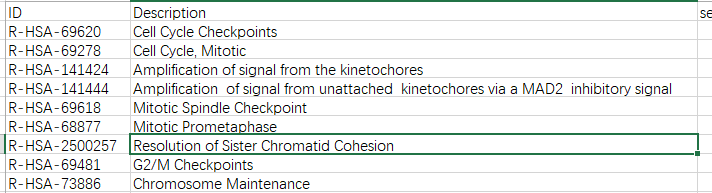 ID Description se
R-HSA-69620 Cell Cycle Checkpoints
R-HSA-69278 Cell Cycle, Mitotic
R-HSA-141424 Amplification of signal from the kinetochores
R-HSA-141444 Amplification  of signal from unattached  kinetochores via a MAD2  inhibitory signal
R-HSA-69618 Mitotic Spindle Checkpoint
R-HSA-68877 Mitotic Prometaphase
R-HSA-2500257 Resolution of Sister Chromatid Cohesion
R-HSA-69481 G2/M Checkpoints
R-HSA-73886 Chromosome Maintenance